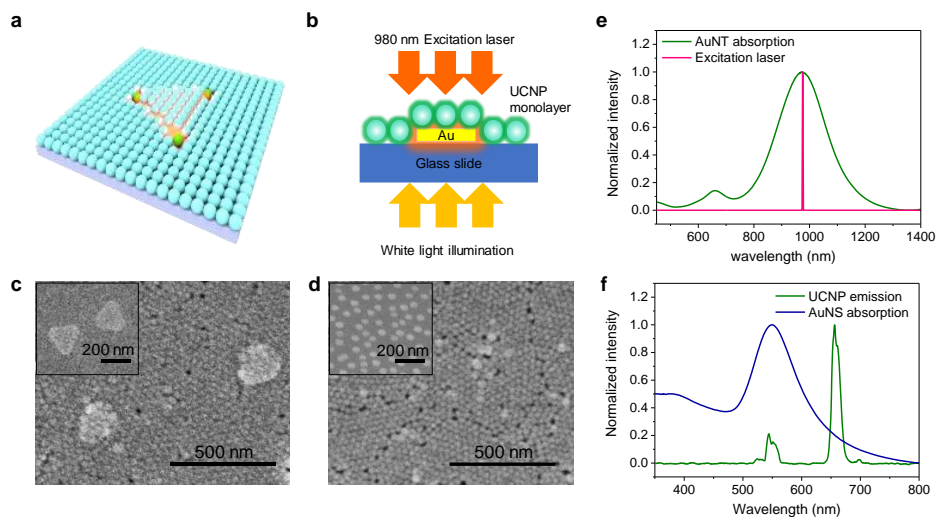 a
b
980 nm Excitation laser
UCNP
monolayer
Au
Glass slide
White light illumination
e
AuNT absorption
Excitation laser
Normalized intensity
1.2
1.0
0.8
0.6
0.4
0.2
0.0
600 800 1000 1200 1400
wavelength (nm)
c
200 nm
500 nm
d
200 nm
500 nm
f
UCNP emission
AuNS absorption
Normalized intensity
1.2
1.0
0.8
0.6
0.4
0.2
0.0
400 500 600 700 800
Wavelength (nm)